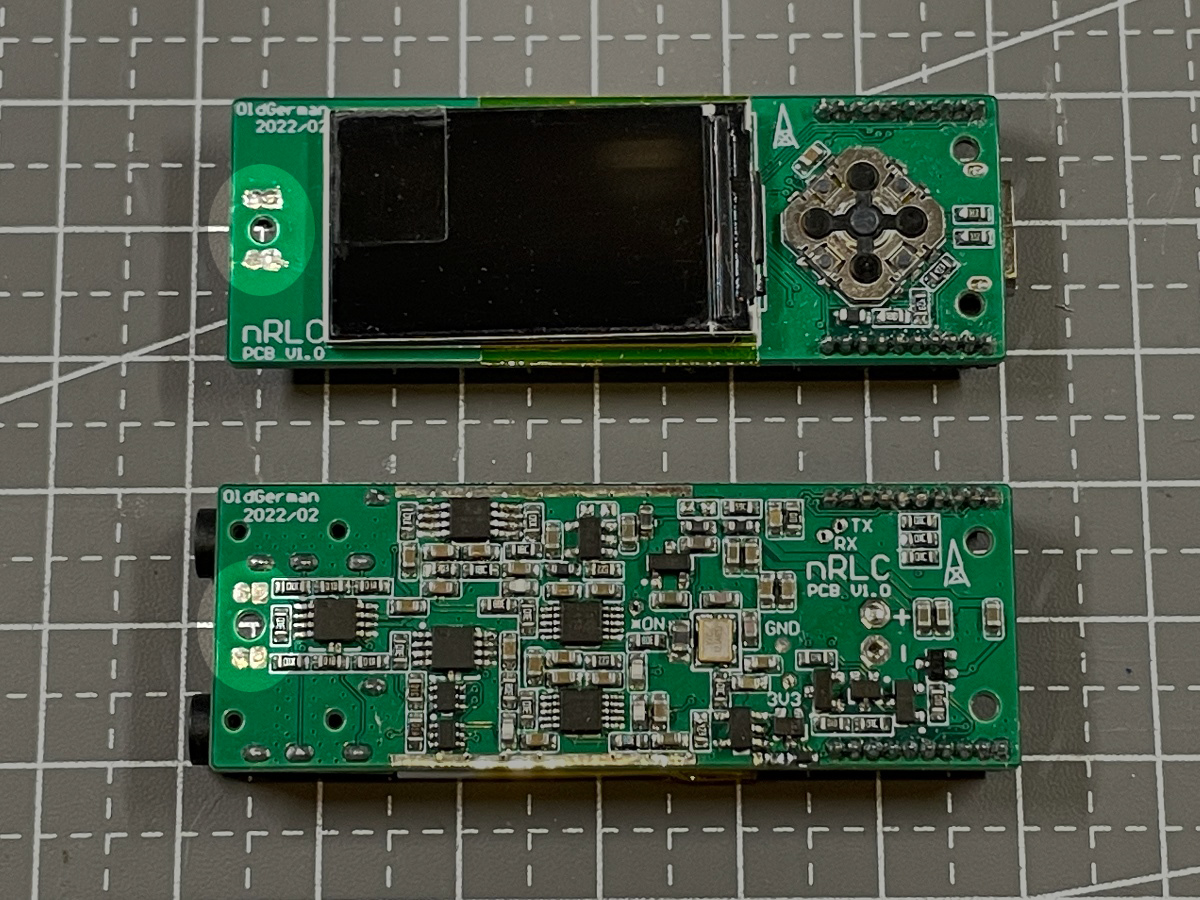 OldGerman
2022/02
nRLC
PCB V1.0
OldGerman
2022/02
TX
RX
nRLC
PCB V1.0
ON
GND
+
-
3V3